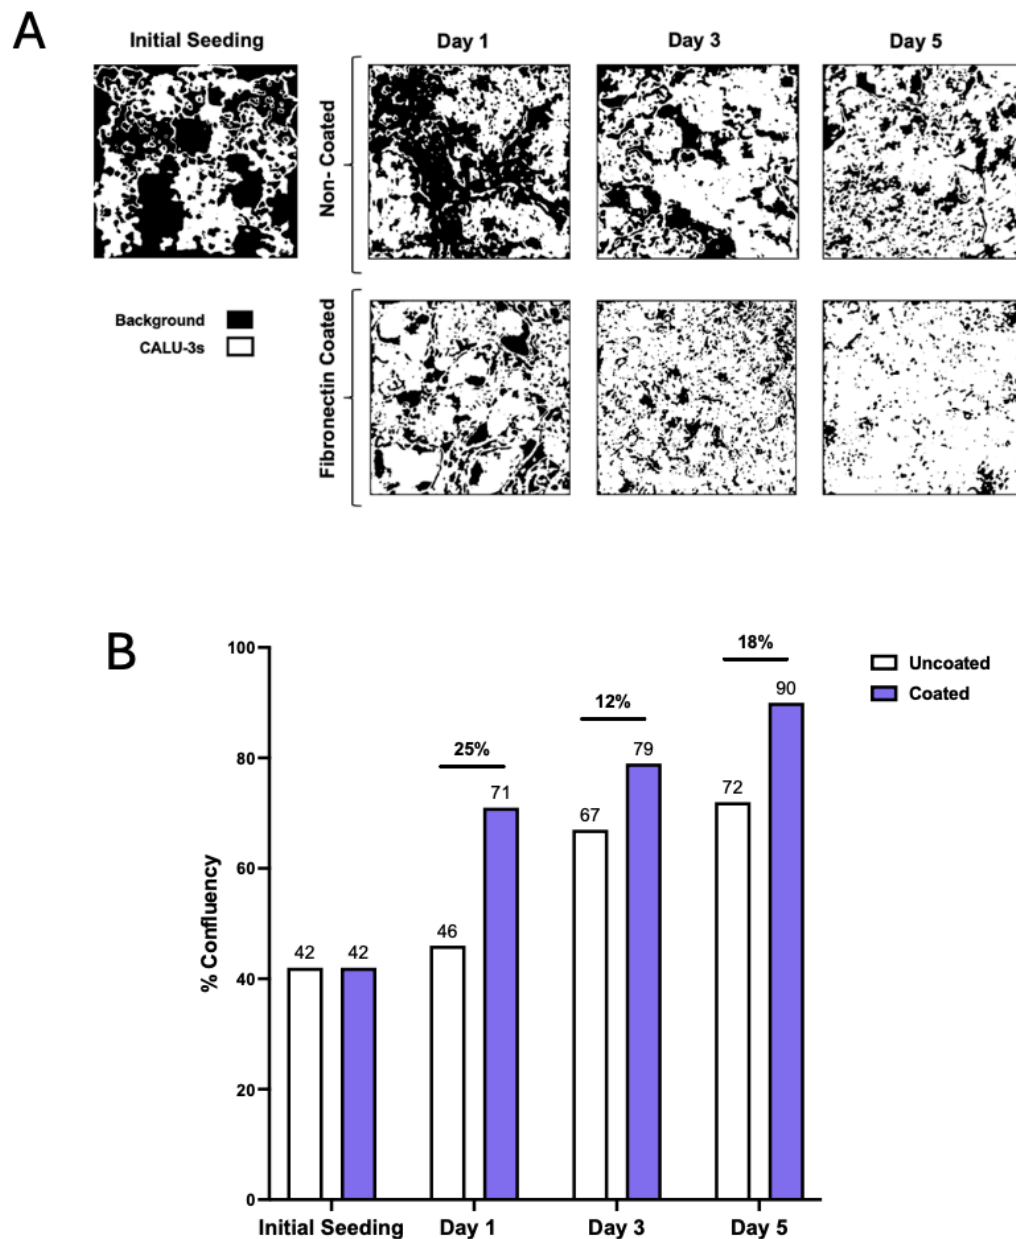 A
Initial Seeding
Day 1
Day 3
Day 5
Non- Coated
Background
CALU-3s
Fibronectin Coated
B
% Confluency
100
80
60
40
20
0
42
42
46
71
25%
67
79
12%
72
90
18%
Initial Seeding
Day 1
Day 3
Day 5
Uncoated
Coated